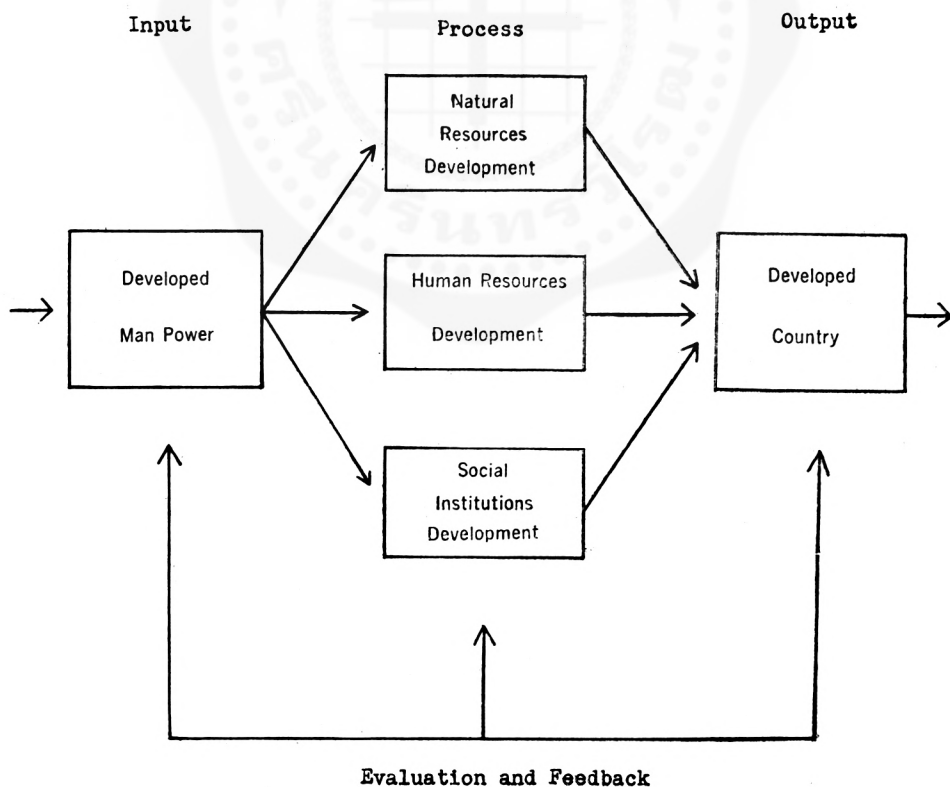 Input
Process
Output
Natural
Resources
Development
Developed
Man Power
Human Resources
Development
Developed
Country
Social
Institutions
Development
Evaluation and Feedback